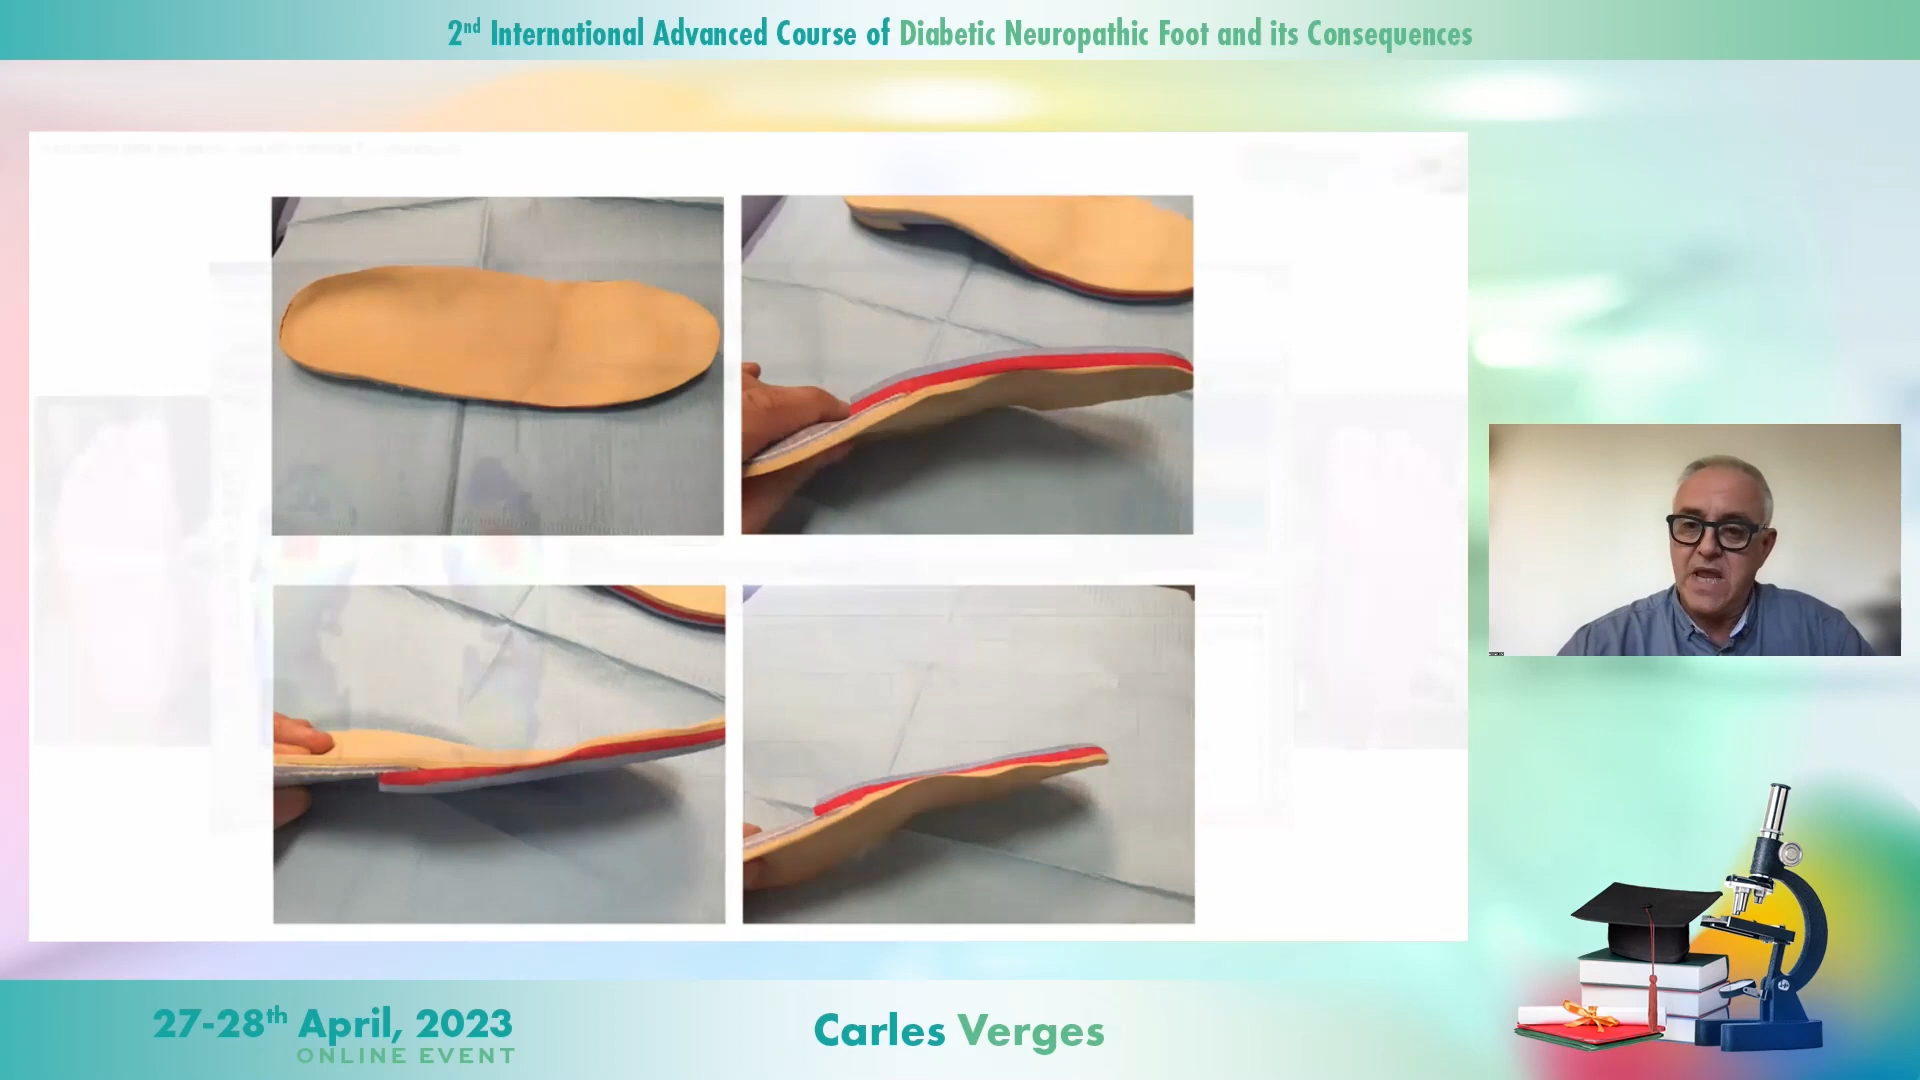 2nd International Advanced Course of Diabetic Neuropathic Foot and its Consequences
27-28th April, 2023
ONLINE EVENT
Carles Verges